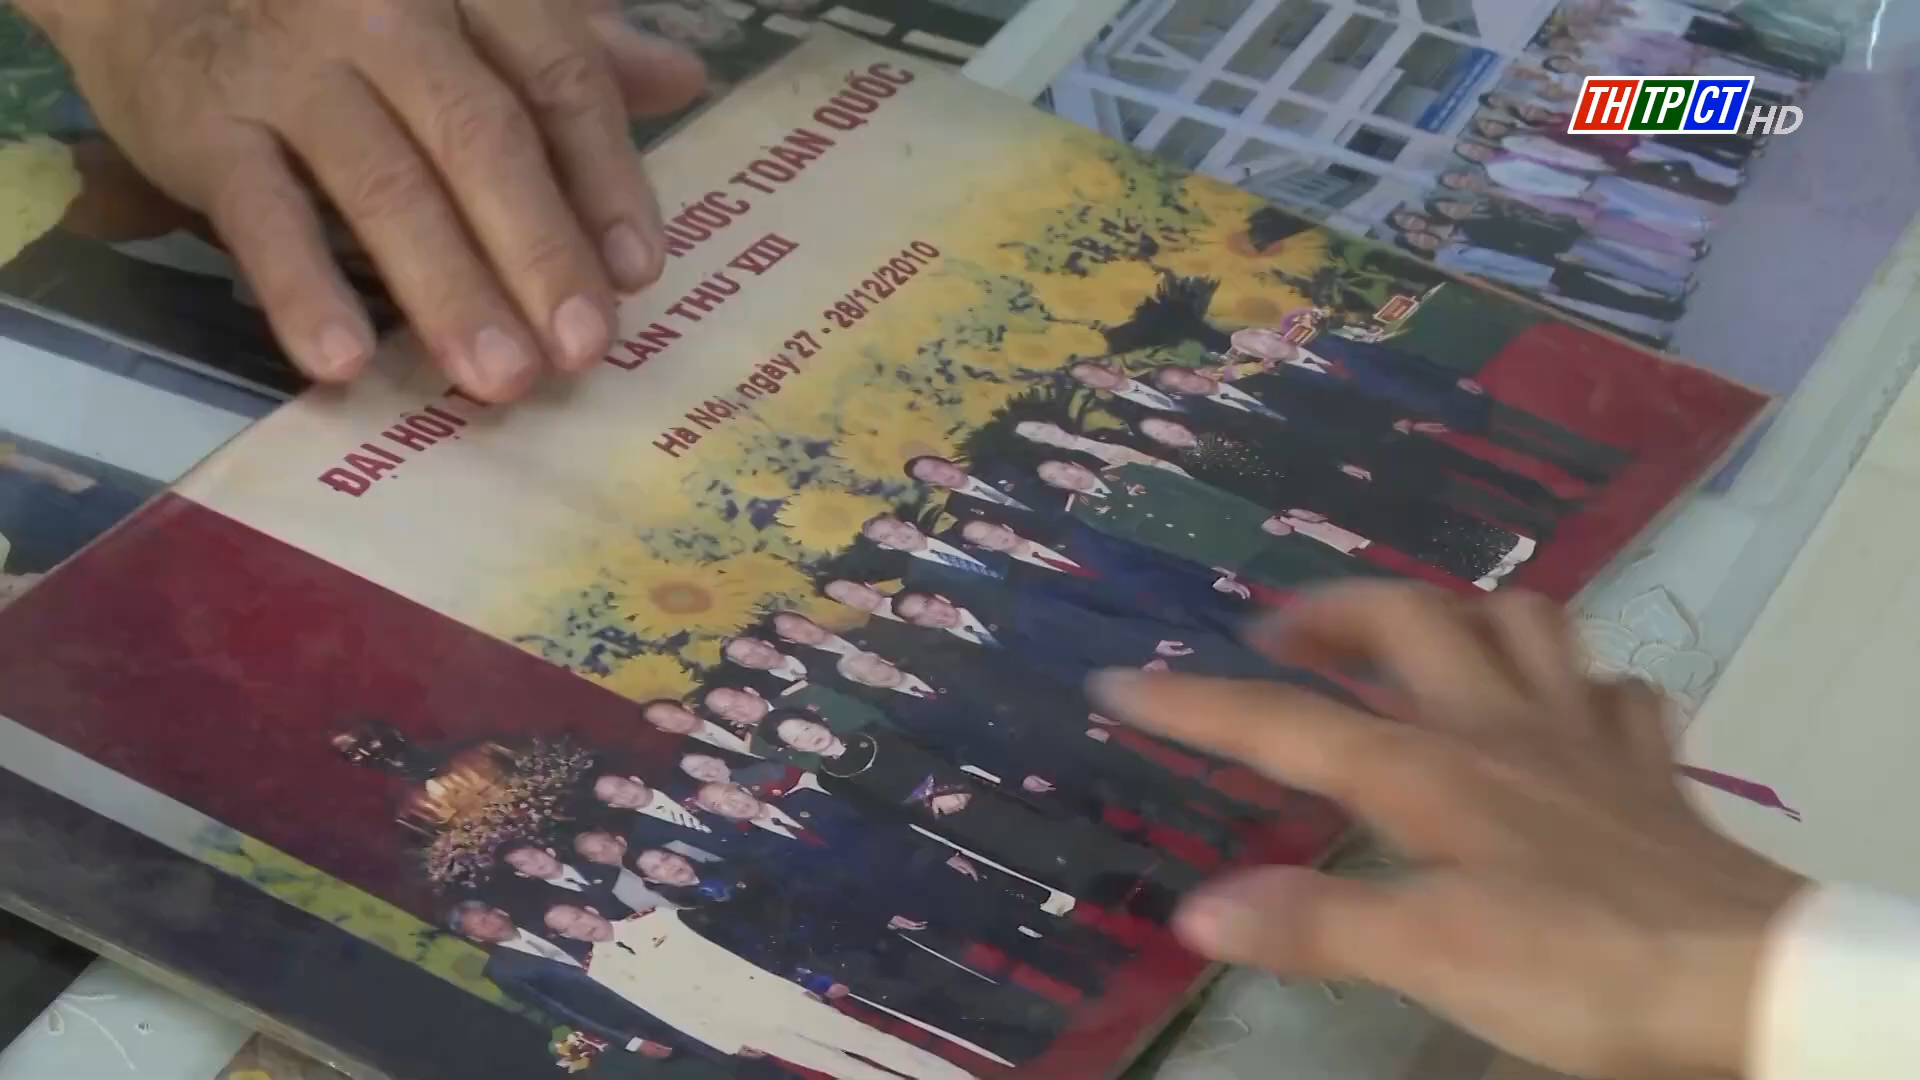 ĐẠI HỘI T NƯỚC TOÀN QUỐC
LẦN THỨ VIII
Hà Nội, ngày 27 - 28/12/2010
THTPCT HD